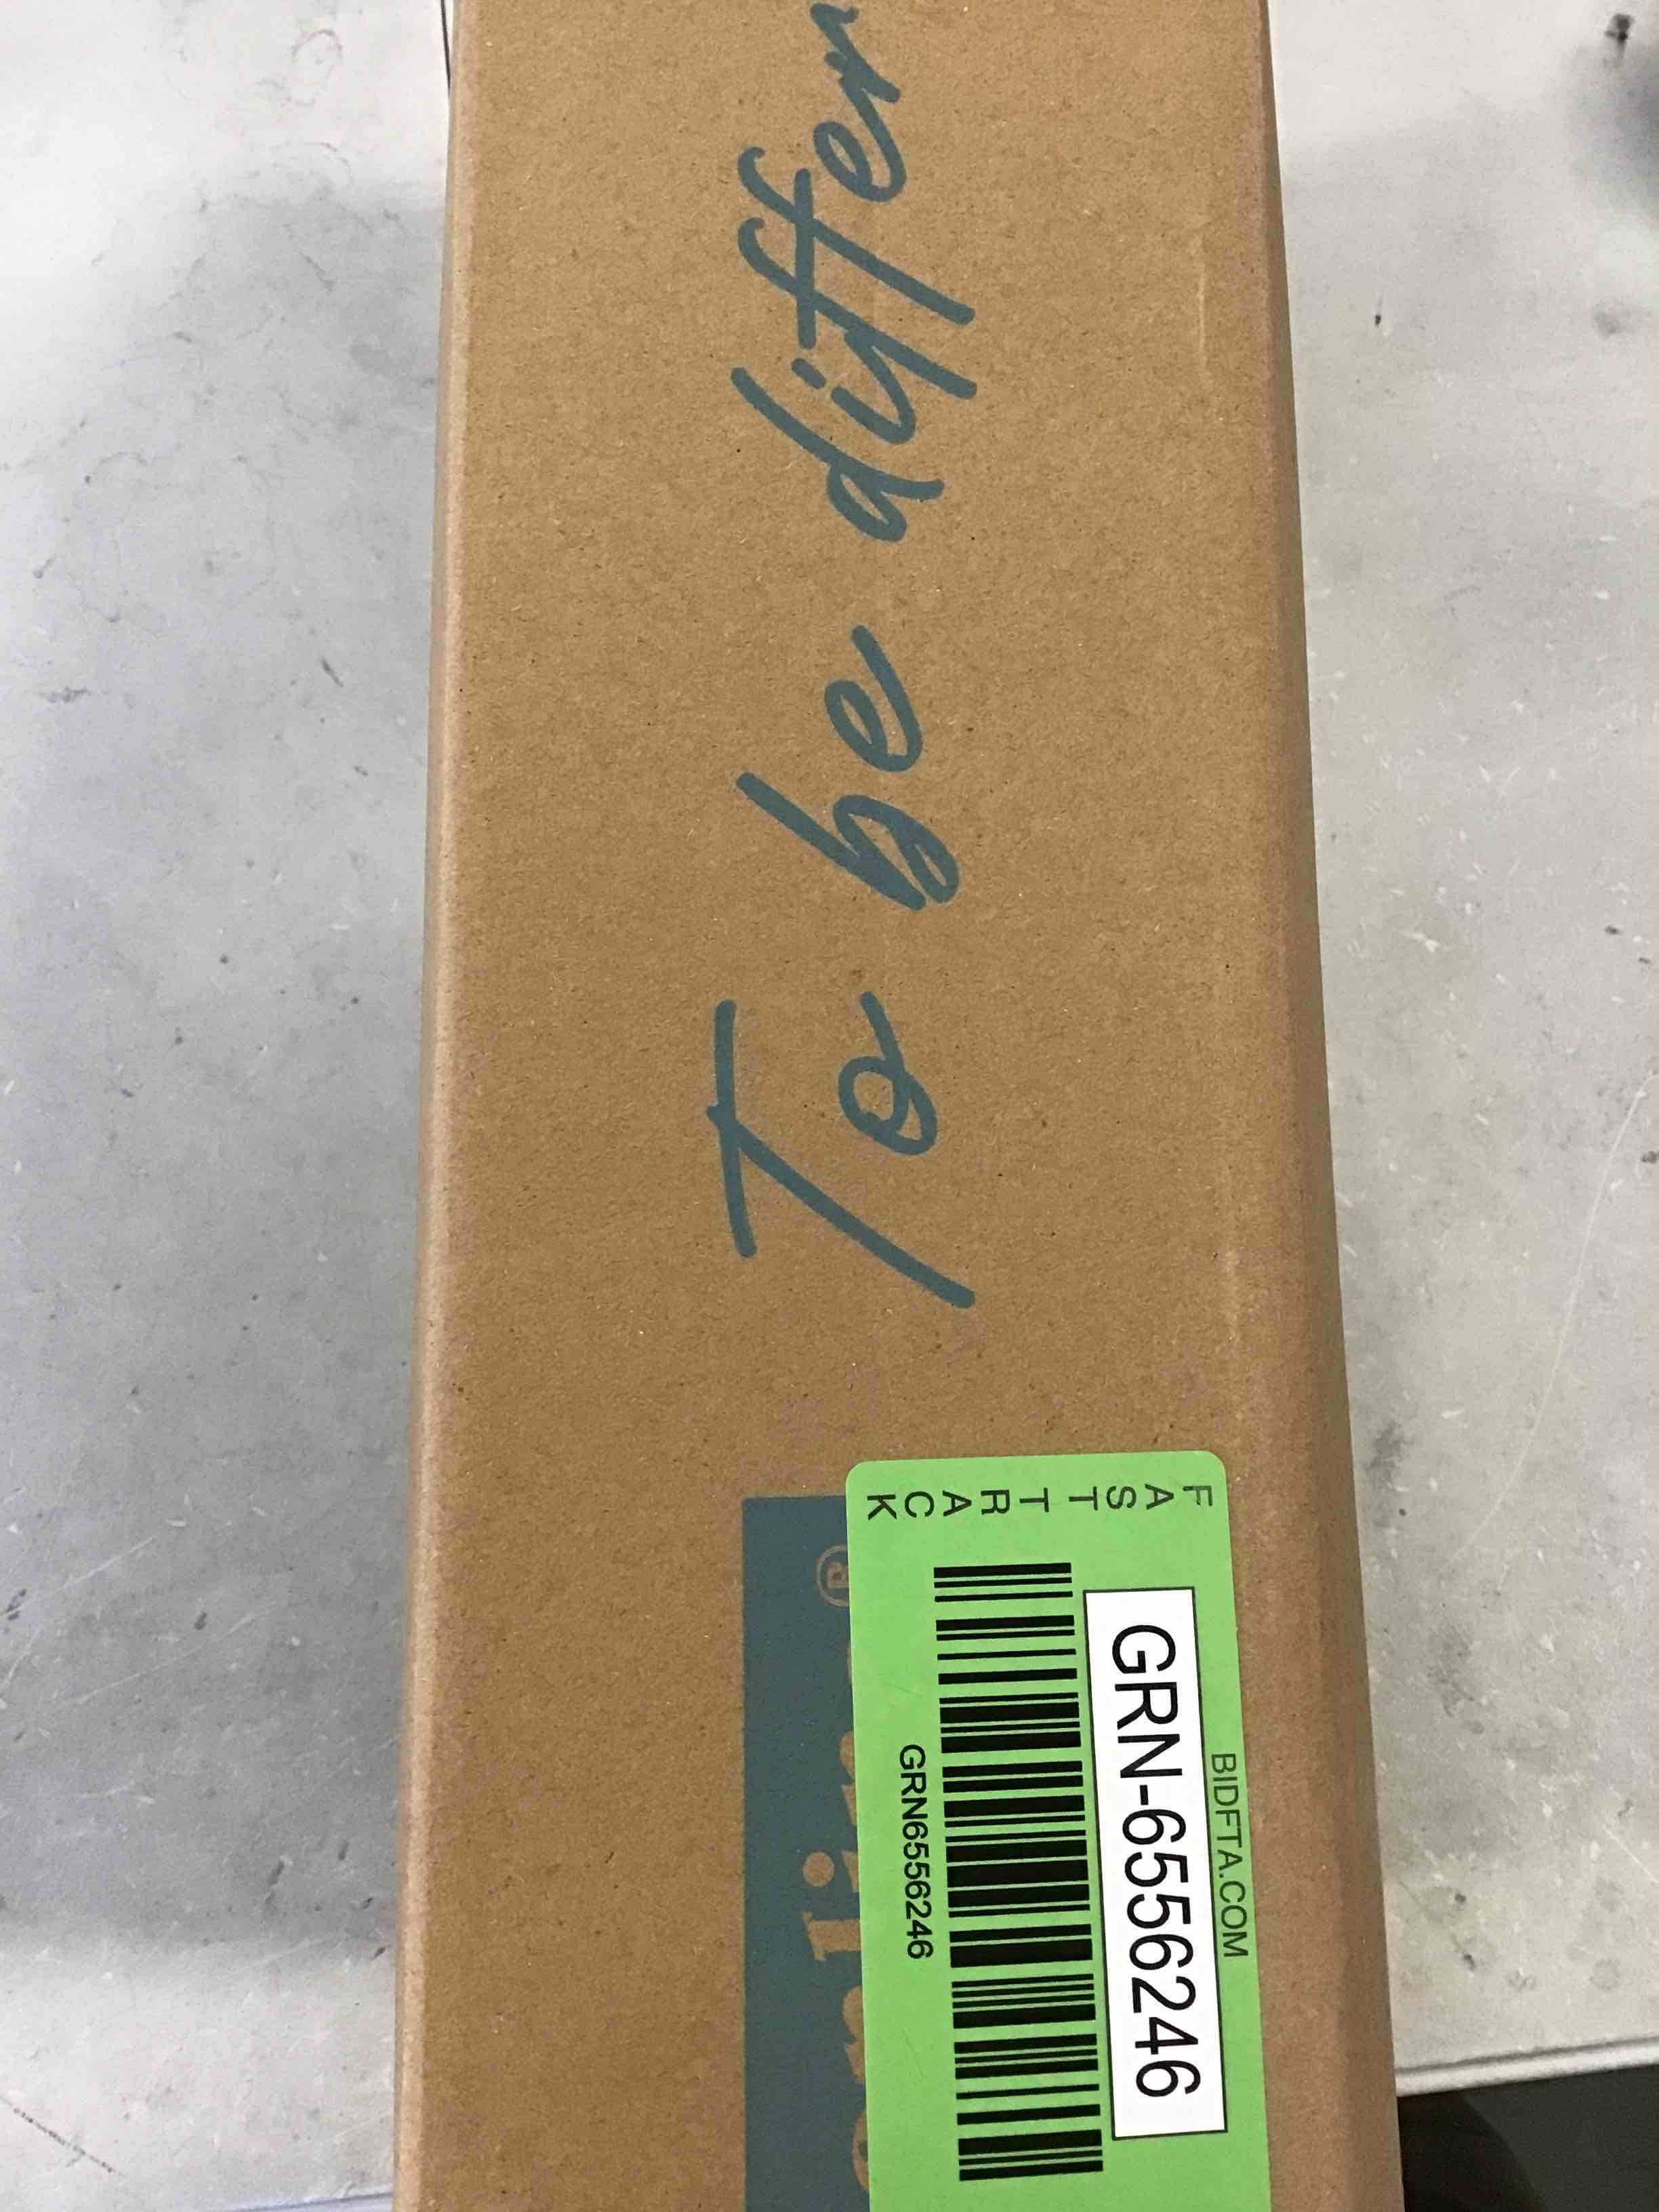 To be differ
®
FAST TRACK
BIDFTA.COM
GRN-6556246
GRN6556246